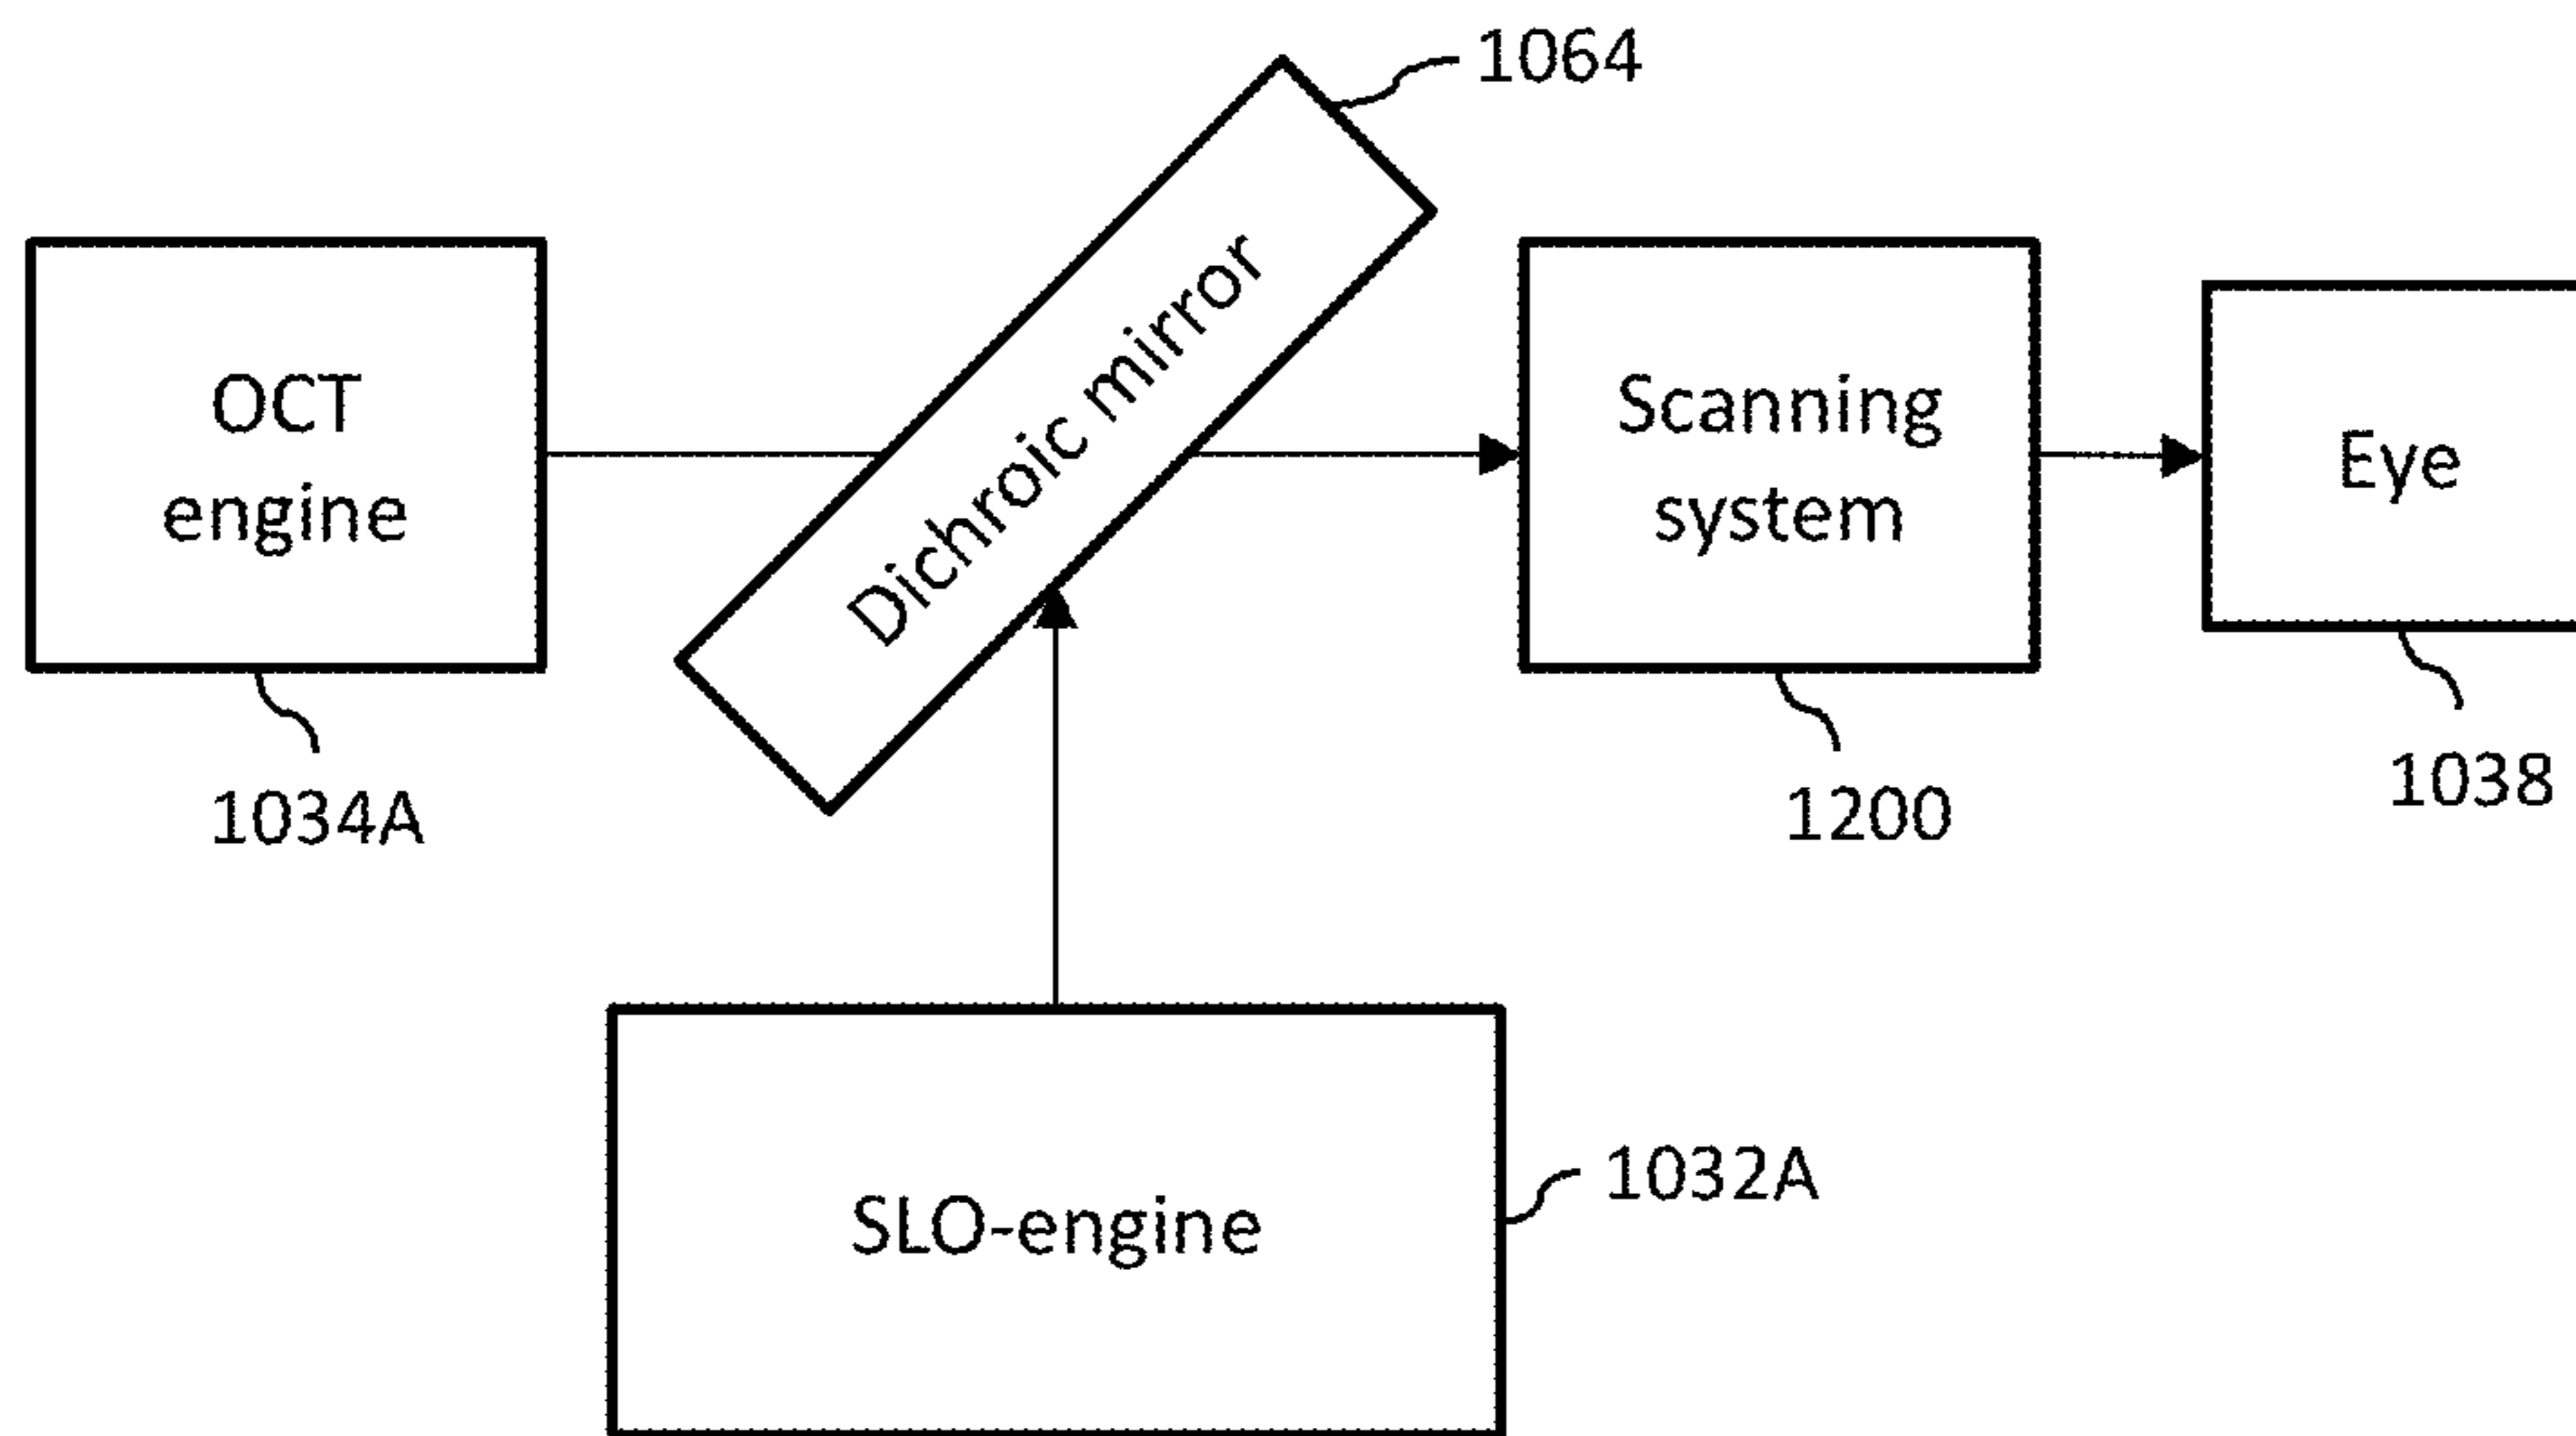 1064
Dichroic mirror
OCT
engine
Scanning
system
Eye
1034A
1200
1038
SLO-engine
1032A